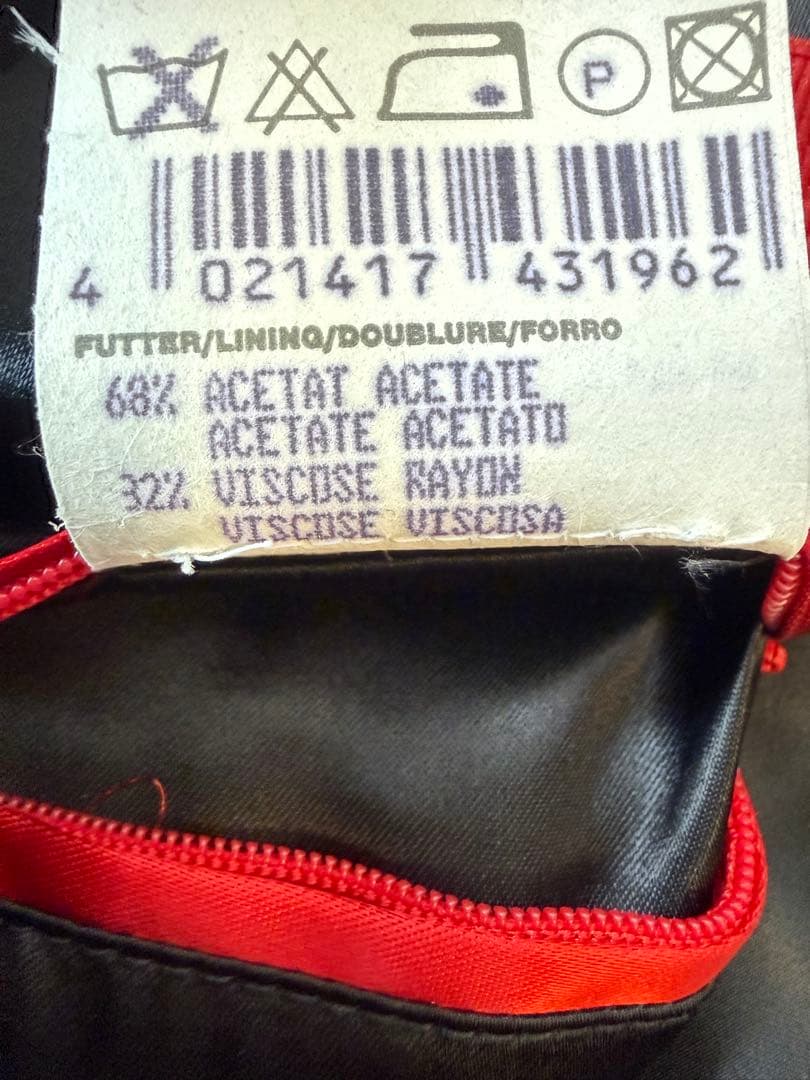 P
4 021417 431962
FUTTER/LINING/DOUBLURE/FORRO
68% ACETAT ACETATE
ACETATE ACETATO
32% VISCOSE RAYON
VISCOSE VISCOSA